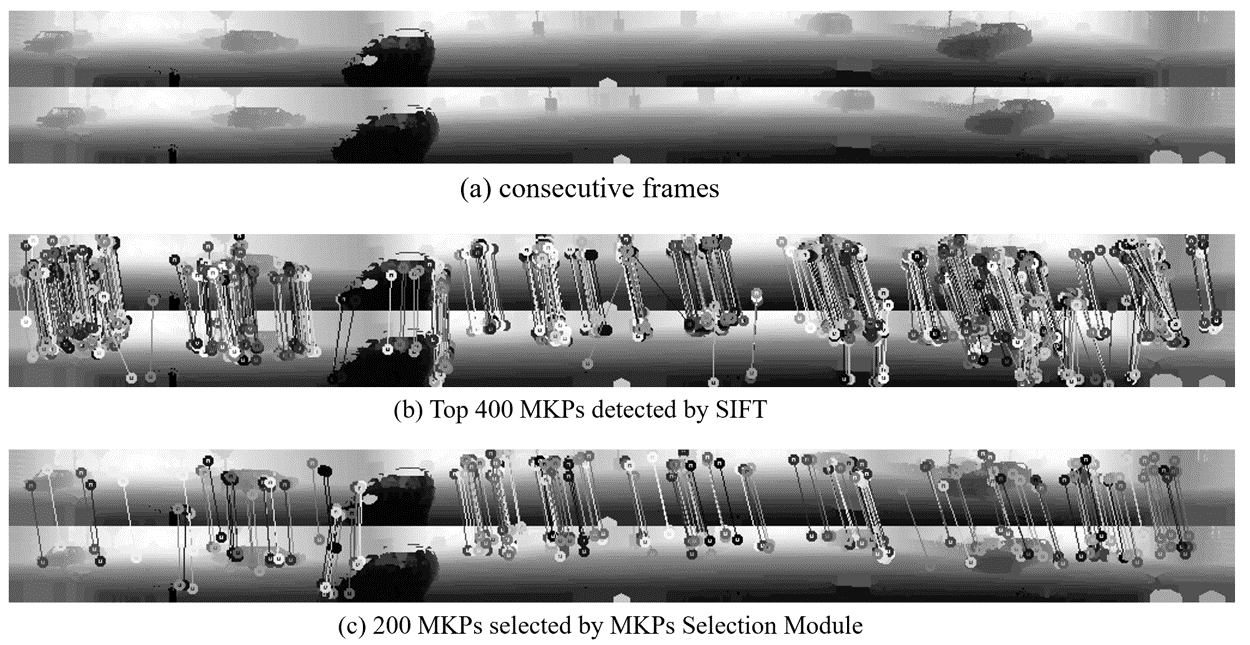 (a) consecutive frames
(b) Top 400 MKPs detected by SIFT
(c) 200 MKPs selected by MKPs Selection Module